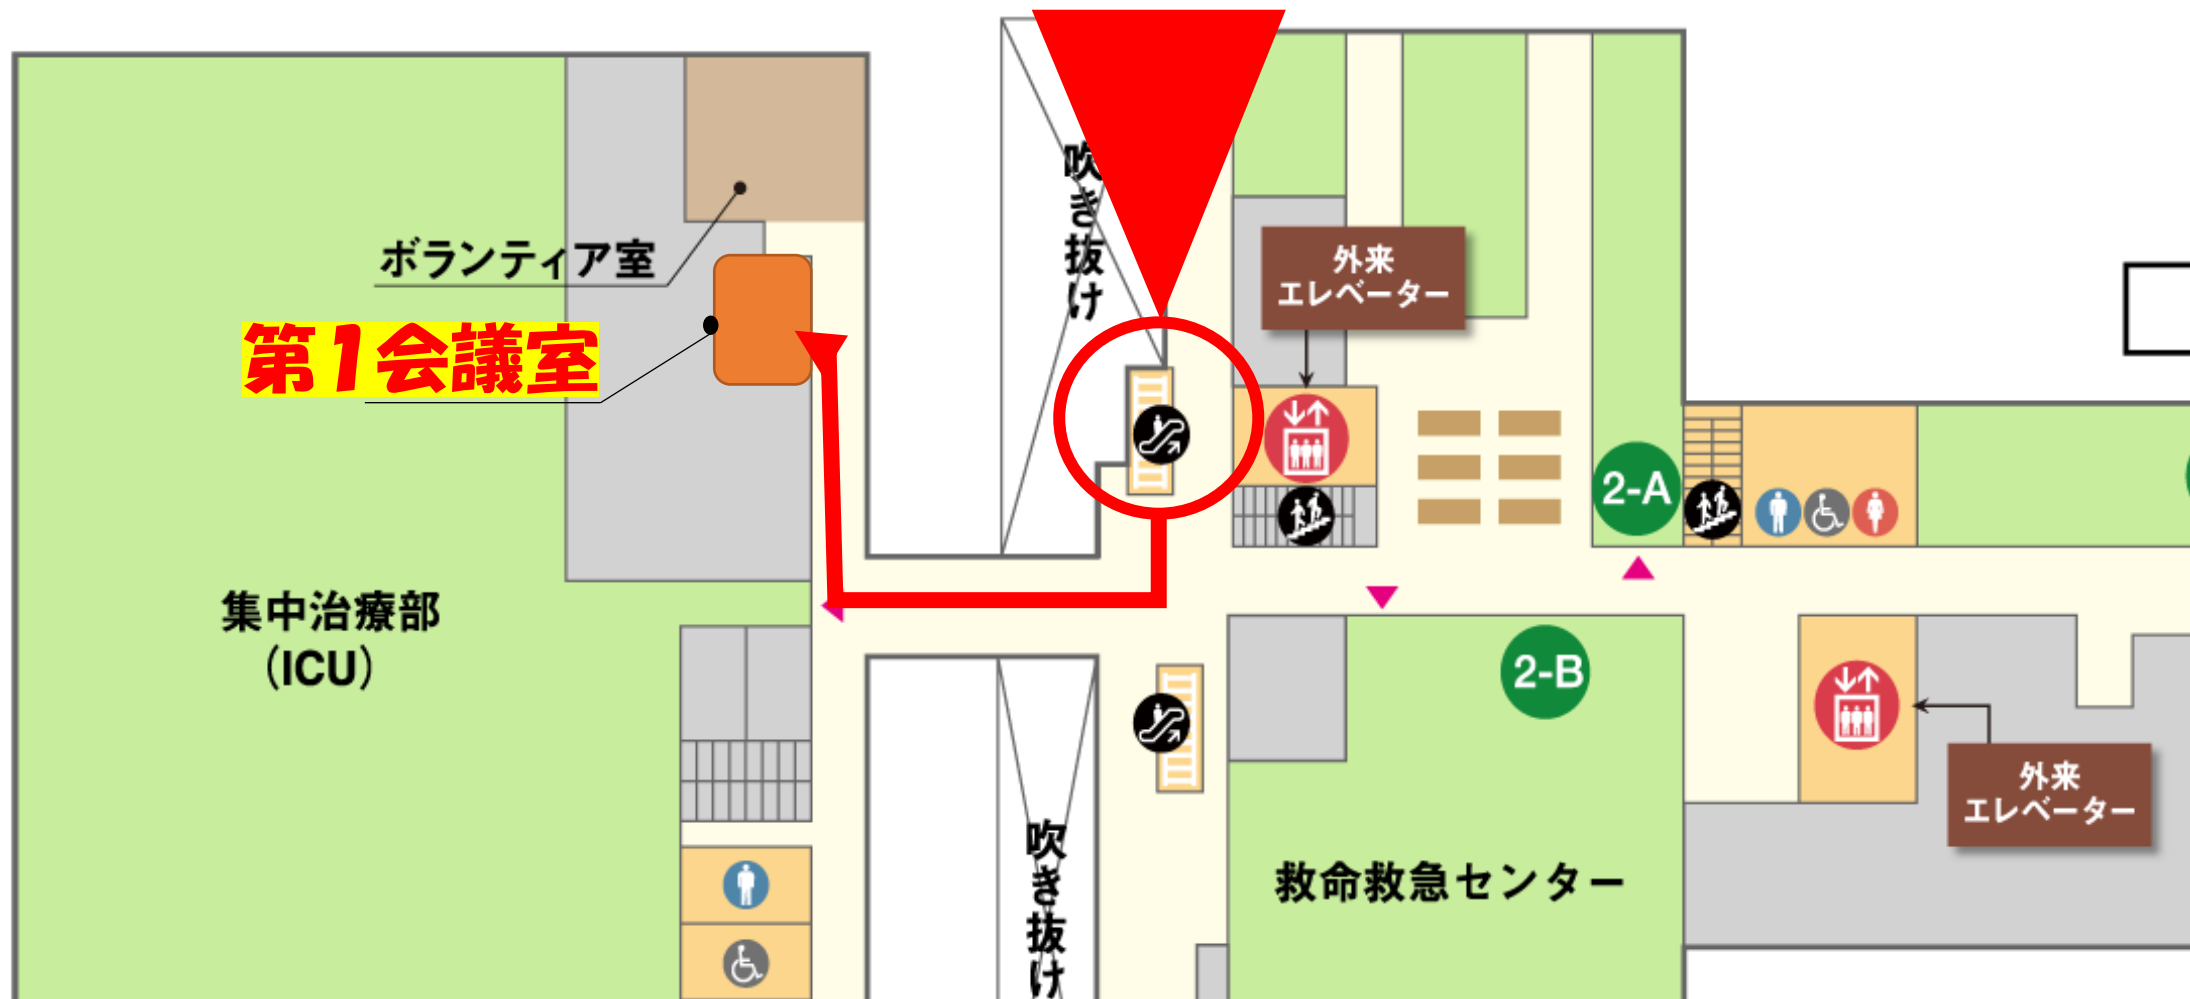 吹き抜け
ボランティア室
外来
エレベーター
第1会議室
2-A
集中治療部
（ICU）
2-B
外来
エレベーター
吹き抜け
救命救急センター